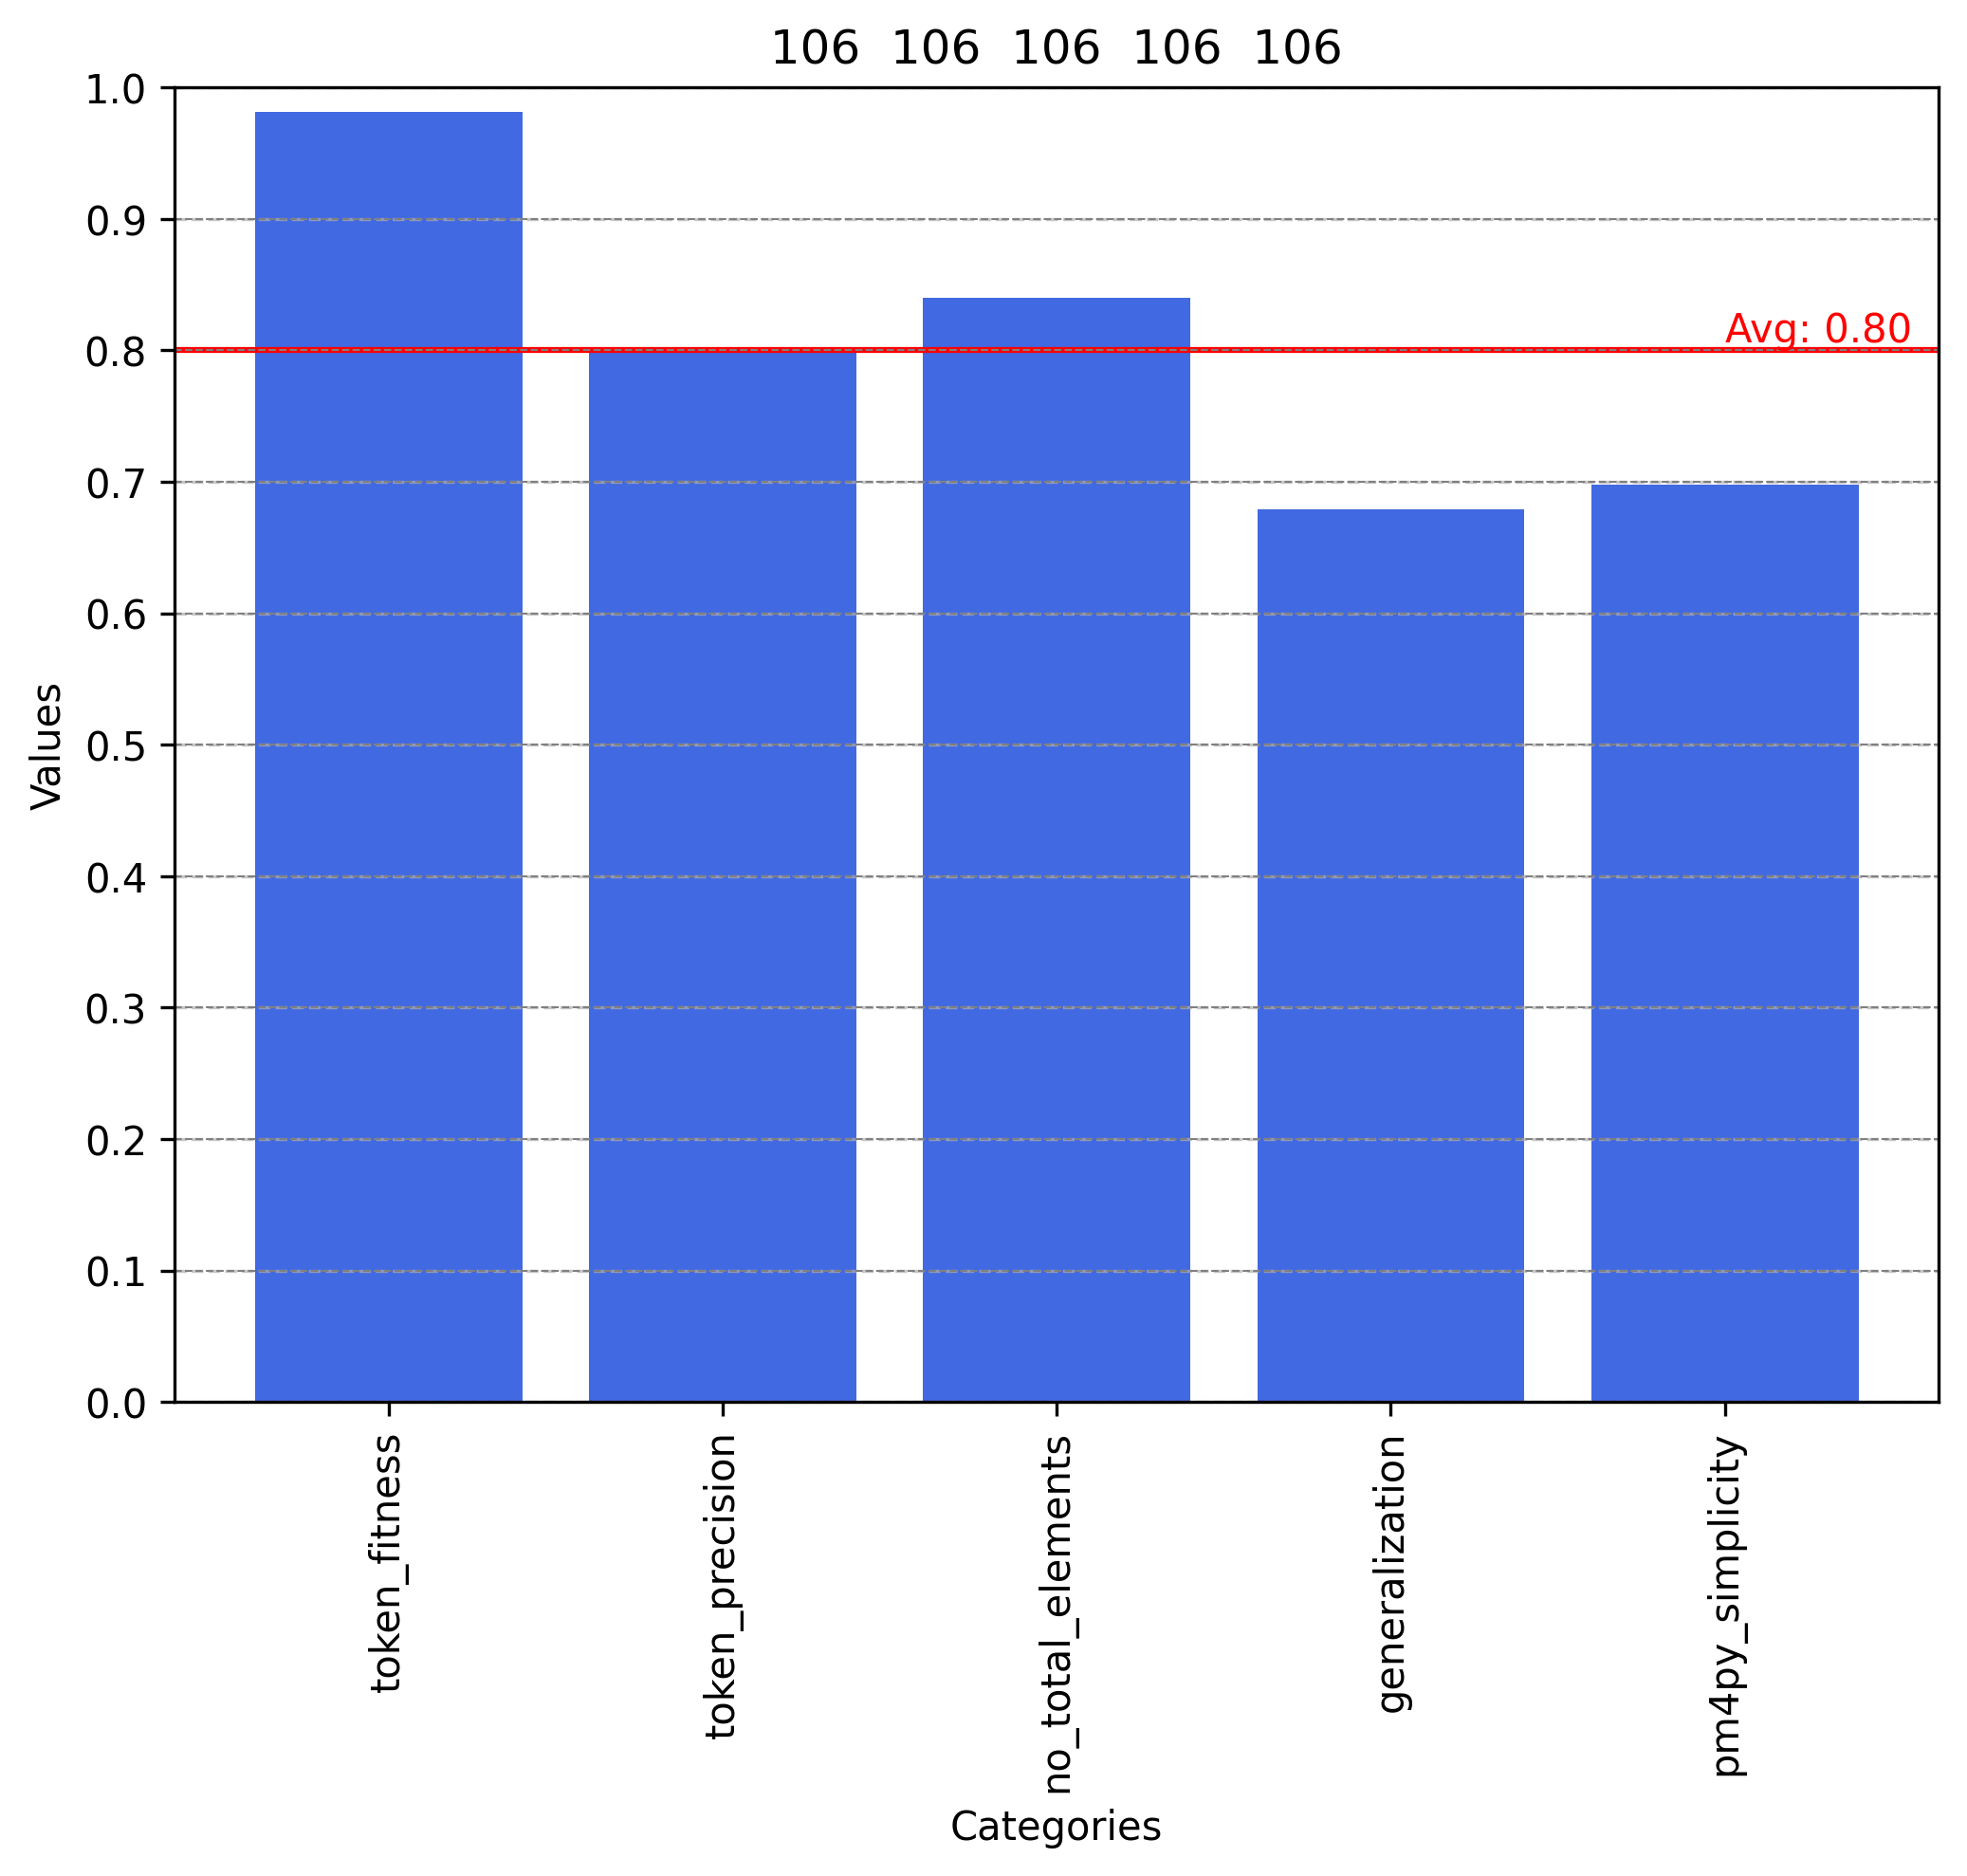 106 106 106 106 106
1.0
0.9
0.8
0.7
0.6
0.5
0.4
0.3
0.2
0.1
0.0
Values
Avg: 0.80
token_fitness
token_precision
no_total_elements
generalization
pm4py_simplicity
Categories